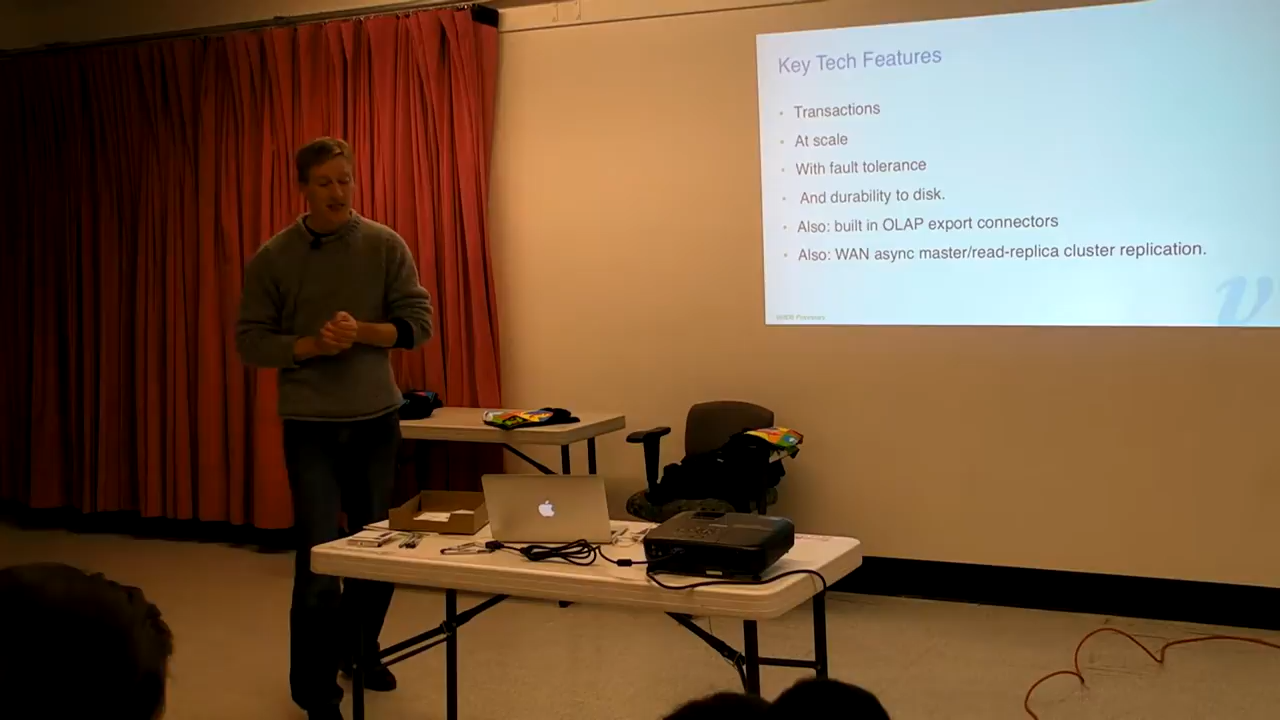 Key Tech Features
Transactions
At scale
With fault tolerance
And durability to disk.
Also: built in OLAP export connectors
Also: WAN async master/read-replica cluster replication.